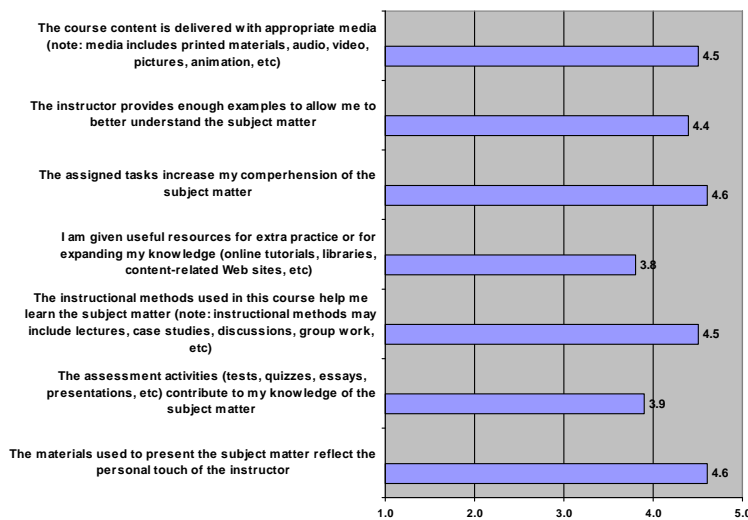 The course content is delivered with appropriate media
(note: media includes printed materials, audio, video,
pictures, animation, etc)
4.5
The instructor provides enough examples to allow me to
better understand the subject matter
4.4
The assigned tasks increase my comperhension of the
subject matter
4.6
I am given useful resources for extra practice or for
expanding my knowledge (online tutorials, libraries,
content-related Web sites, etc)
3.8
The instructional methods used in this course help me
learn the subject matter (note: instructional methods may
include lectures, case studies, discussions, group work,
etc)
4.5
The assessment activities (tests, quizzes, essays,
presentations, etc) contribute to my knowledge of the
subject matter
3.9
The materials used to present the subject matter reflect the
personal touch of the instructor
4.6
1.0 2.0 3.0 4.0 5.0